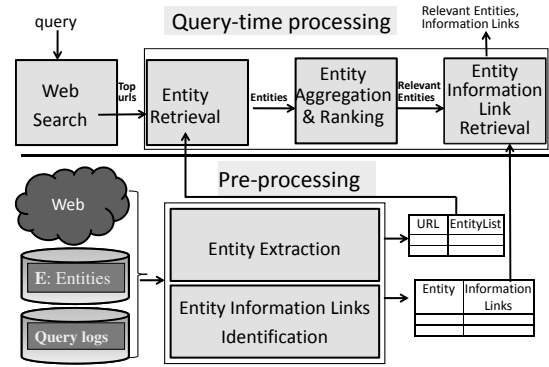 query
Query-time processing
Relevant Entities,
Information Links
Web
Search
Top
urls
Entity
Retrieval
Entities
Entity
Aggregation
& Ranking
Relevant
Entities
Entity
Information
Link
Retrieval
Pre-processing
Web
E: Entities
Query logs
Entity Extraction
Entity Information Links
Identification
URL EntityList
Entity Information
Links